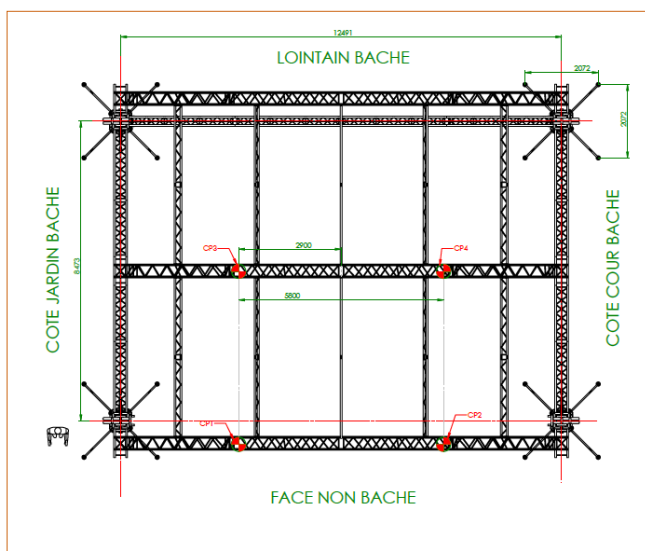 12491
LOINTAIN BACHE
2072
2072
COTE JARDIN BACHE
8473
CP3
2900
CP4
COTE COUR BACHE
5800
CP1
CP2
FACE NON BACHE